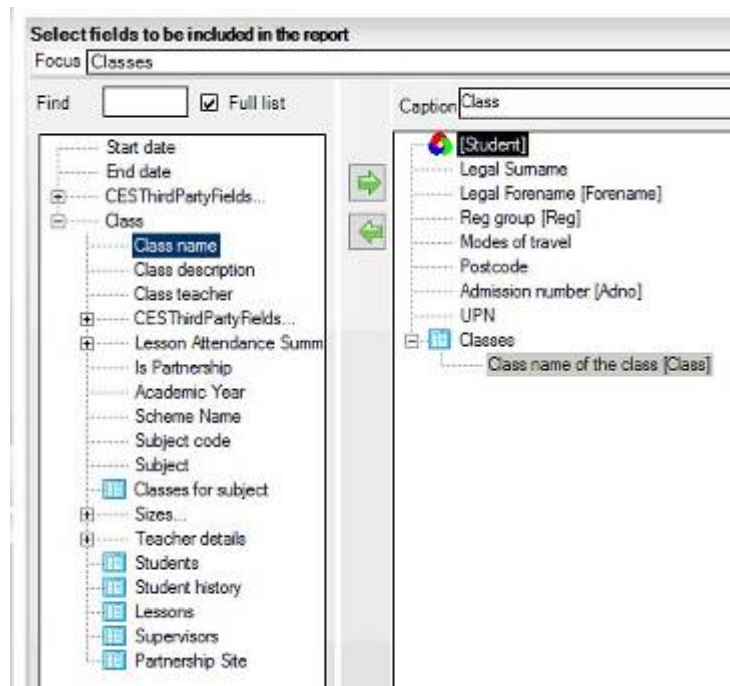 Select fields to be included in the report
Focus Classes
Find Full list
Start date
End date
CESThirdPartyFields...
Class
Class name
Class description
Class teacher
CESThirdPartyFields...
Lesson Attendance Summ
Is Partnership
Academic Year
Scheme Name
Subject code
Subject
Classes for subject
Sizes...
Teacher details
Students
Student history
Lessons
Supervisors
Partnership Site
Caption Class
[Student]
Legal Surname
Legal Forename [Forename]
Reg group [Reg]
Modes of travel
Postcode
Admission number [Adno]
UPN
Classes
Class name of the class [Class]